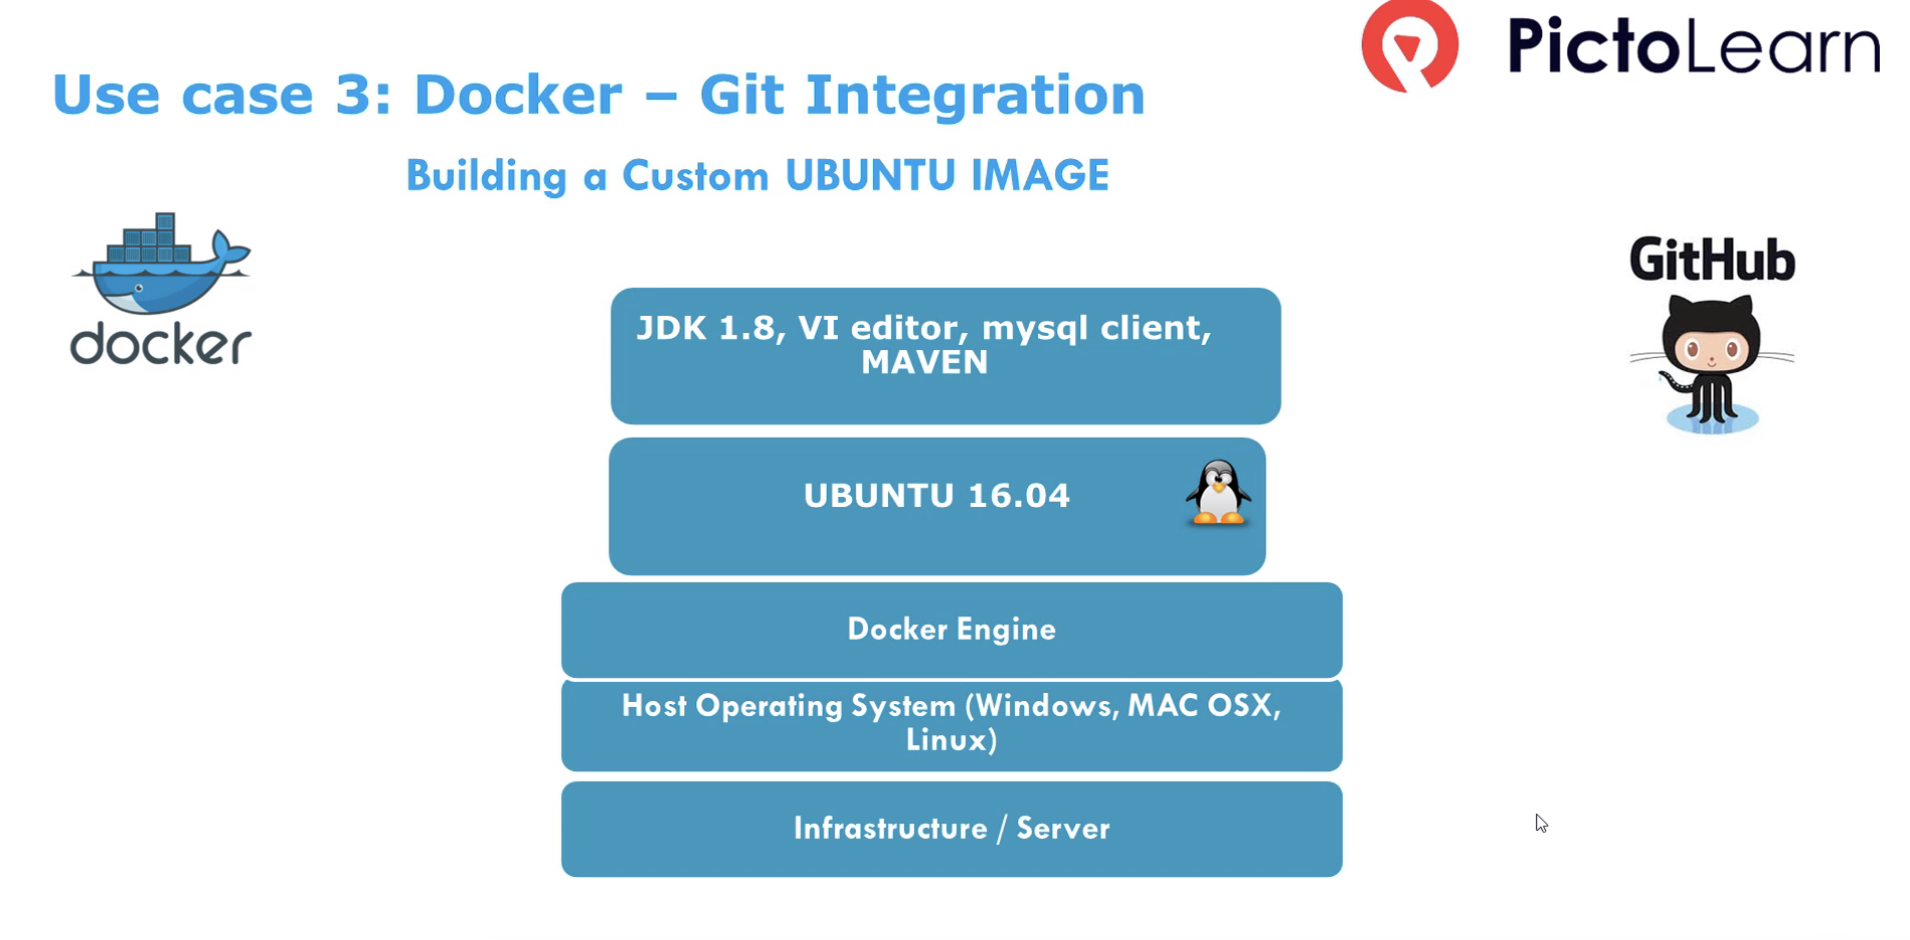 PictoLearn
Use case 3: Docker – Git Integration
Building a Custom UBUNTU IMAGE
docker
GitHub
JDK 1.8, VI editor, mysql client,
MAVEN
UBUNTU 16.04
Docker Engine
Host Operating System (Windows, MAC OSX,
Linux)
Infrastructure / Server